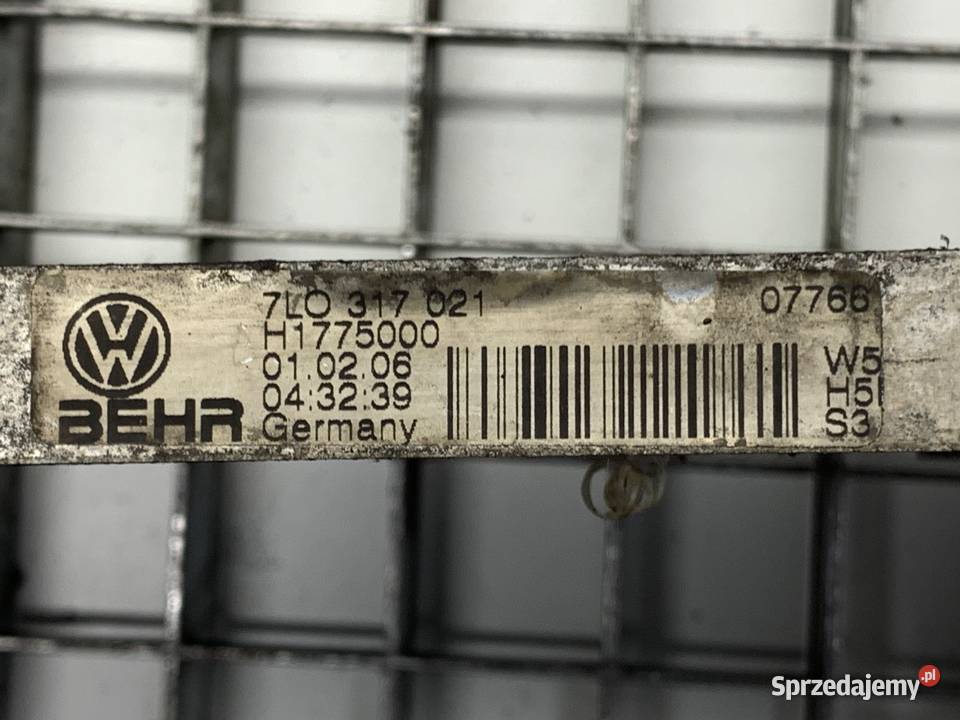 7L0 317 021 07766
H1775000
01.02.06 W5
04:32:39 H5
BEHR Germany S3
Sprzedajemy.pl